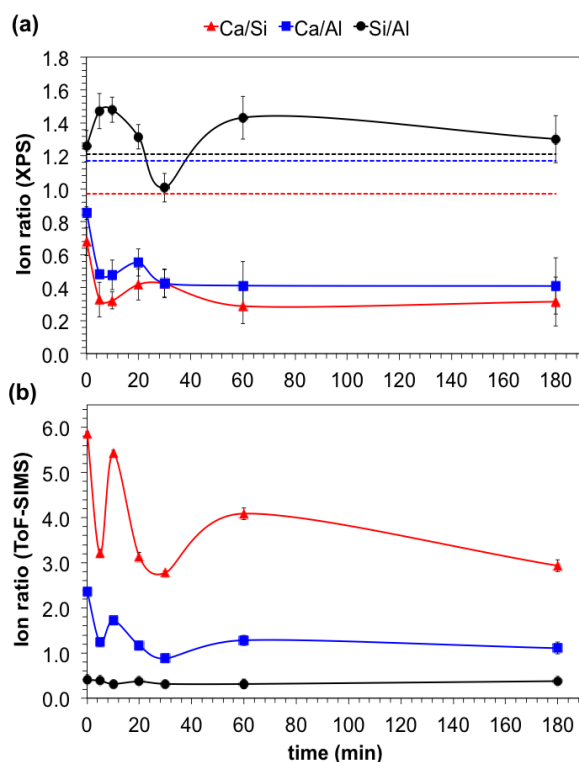 (a)
Ca/Si Ca/Al Si/Al
Ion ratio (XPS)
1.8
1.6
1.4
1.2
1.0
0.8
0.6
0.4
0.2
0.0
0 20 40 60 80 100 120 140 160 180
(b)
Ion ratio (ToF-SIMS)
6.0
5.0
4.0
3.0
2.0
1.0
0.0
0 20 40 60 80 100 120 140 160 180
time (min)